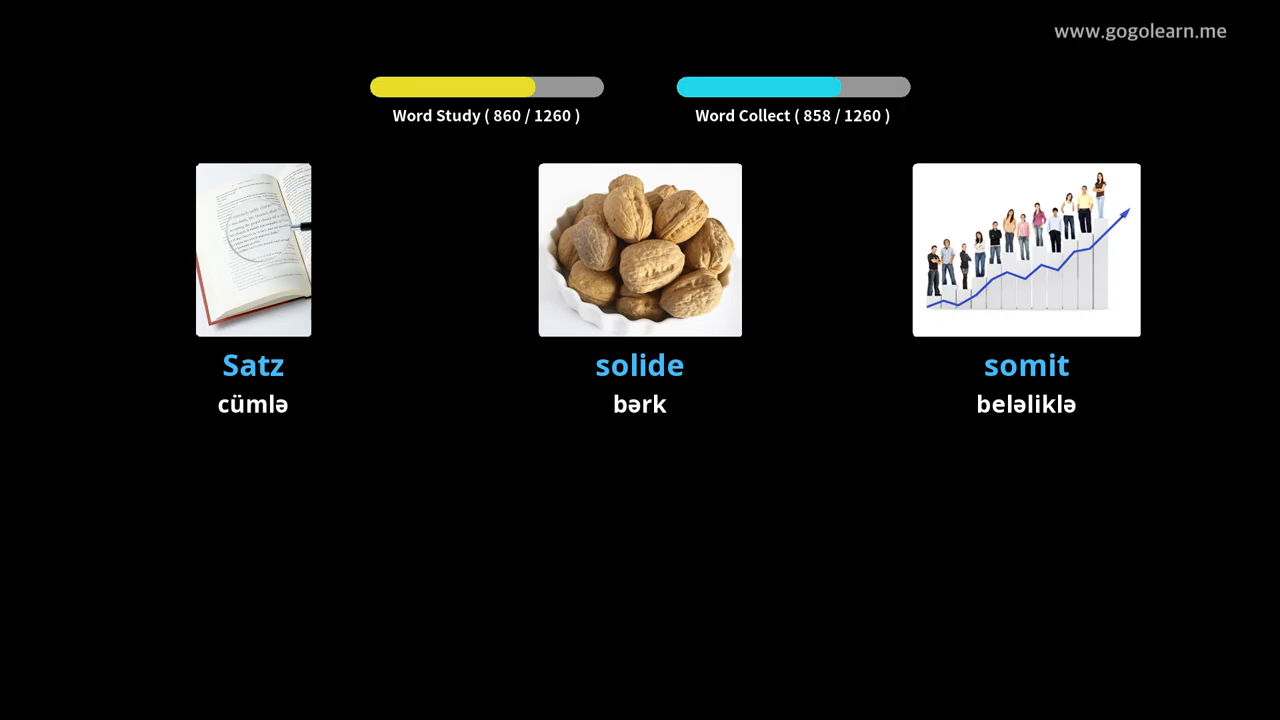 www.gogolearn.me
Word Study ( 860 / 1260 )
Word Collect ( 858 / 1260 )
Satz
cümlə
solide
bərk
somit
beləliklə